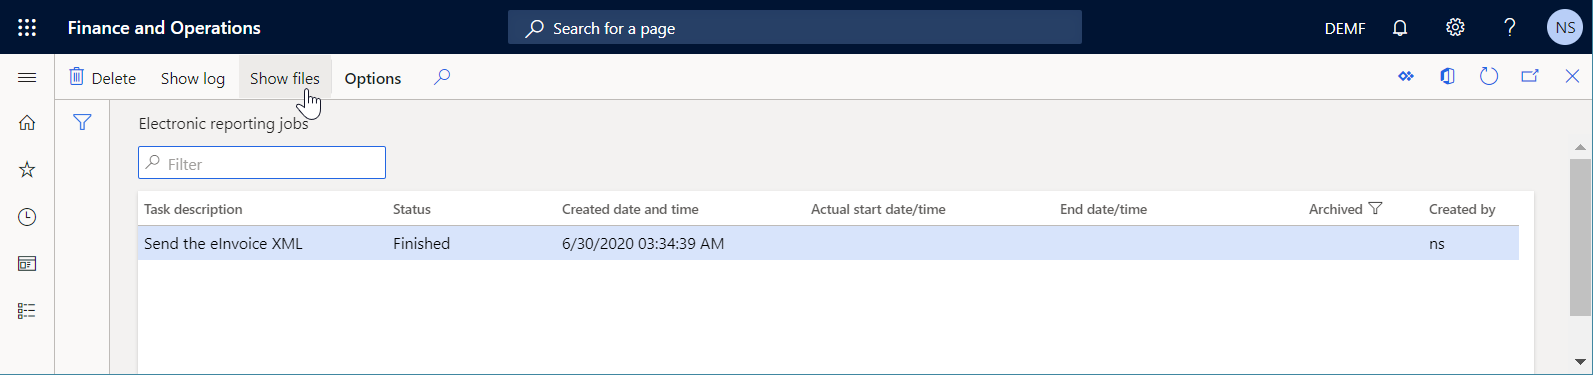 Finance and Operations Search for a page DEMF ? NS
Delete Show log Show files Options
Electronic reporting jobs
Filter
Task description Status Created date and time Actual start date/time End date/time Archived Created by
Send the eInvoice XML Finished 6/30/2020 03:34:39 AM ns